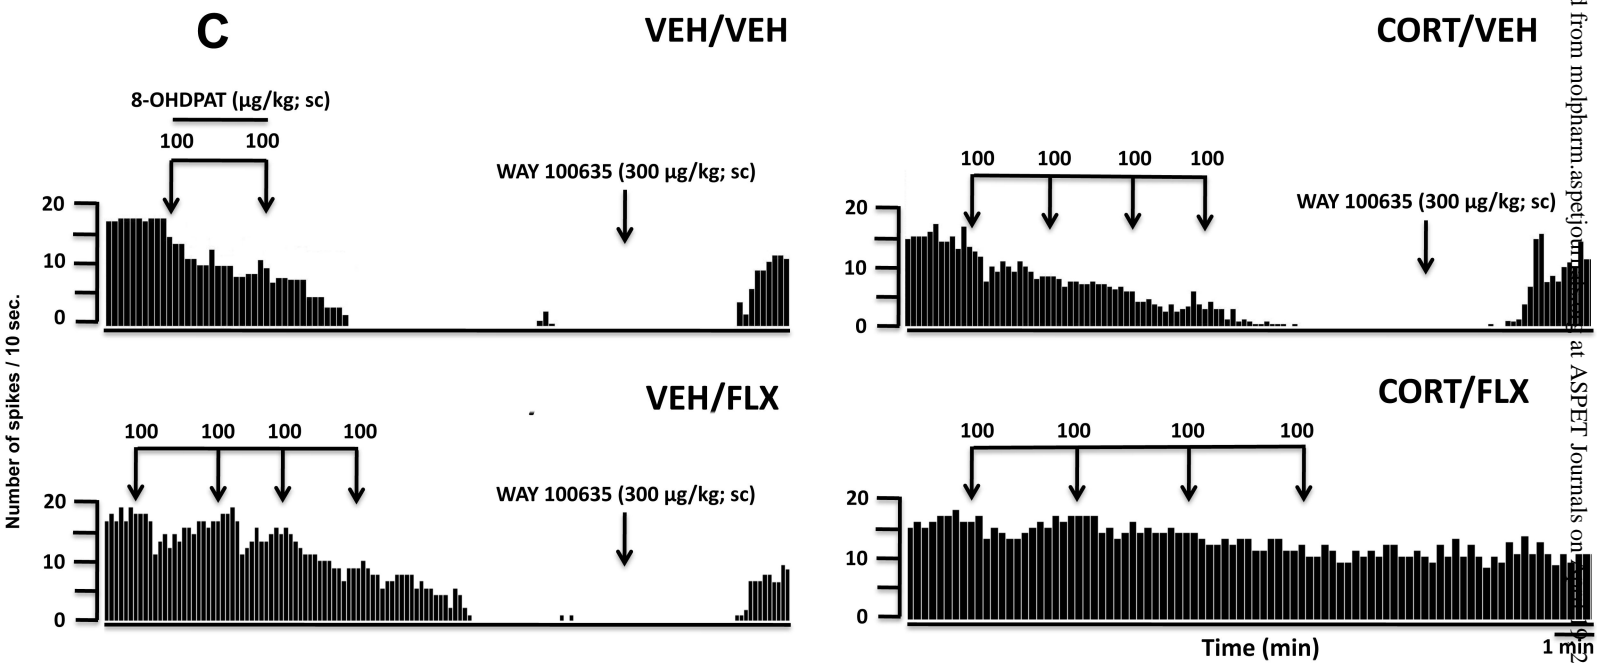 C
VEH/VEH
8-OHDPAT (µg/kg; sc)
100 100
WAY 100635 (300 µg/kg; sc)
20
10
0
CORT/VEH
100 100 100 100
WAY 100635 (300 µg/kg; sc)
20
10
0
Number of spikes / 10 sec.
VEH/FLX
100 100 100 100
WAY 100635 (300 µg/kg; sc)
20
10
0
CORT/FLX
100 100 100 100
20
10
0
Time (min)
1 min
from molpharm.aspetjournals at ASPET Journals on